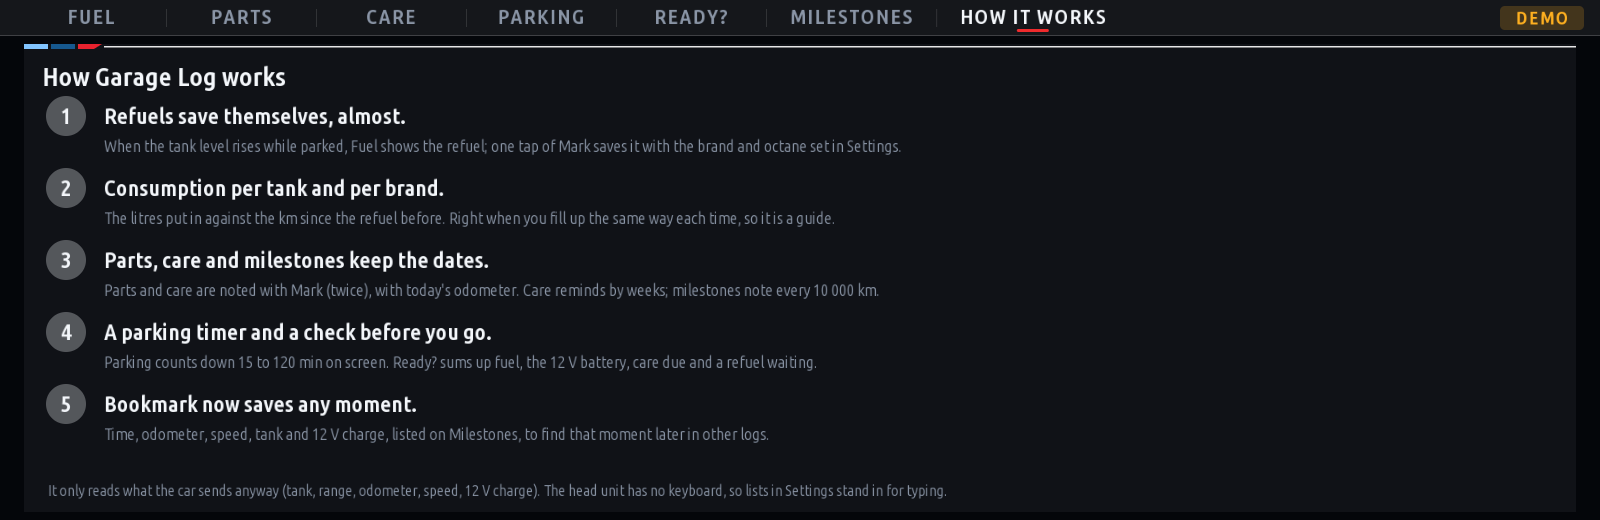 FUEL PARTS CARE PARKING READY? MILESTONES HOW IT WORKS DEMO
How Garage Log works
1 Refuels save themselves, almost.
When the tank level rises while parked, Fuel shows the refuel; one tap of Mark saves it with the brand and octane set in Settings.
2 Consumption per tank and per brand.
The litres put in against the km since the refuel before. Right when you fill up the same way each time, so it is a guide.
3 Parts, care and milestones keep the dates.
Parts and care are noted with Mark (twice), with today's odometer. Care reminds by weeks; milestones note every 10 000 km.
4 A parking timer and a check before you go.
Parking counts down 15 to 120 min on screen. Ready? sums up fuel, the 12 V battery, care due and a refuel waiting.
5 Bookmark now saves any moment.
Time, odometer, speed, tank and 12 V charge, listed on Milestones, to find that moment later in other logs.
It only reads what the car sends anyway (tank, range, odometer, speed, 12 V charge). The head unit has no keyboard, so lists in Settings stand in for typing.